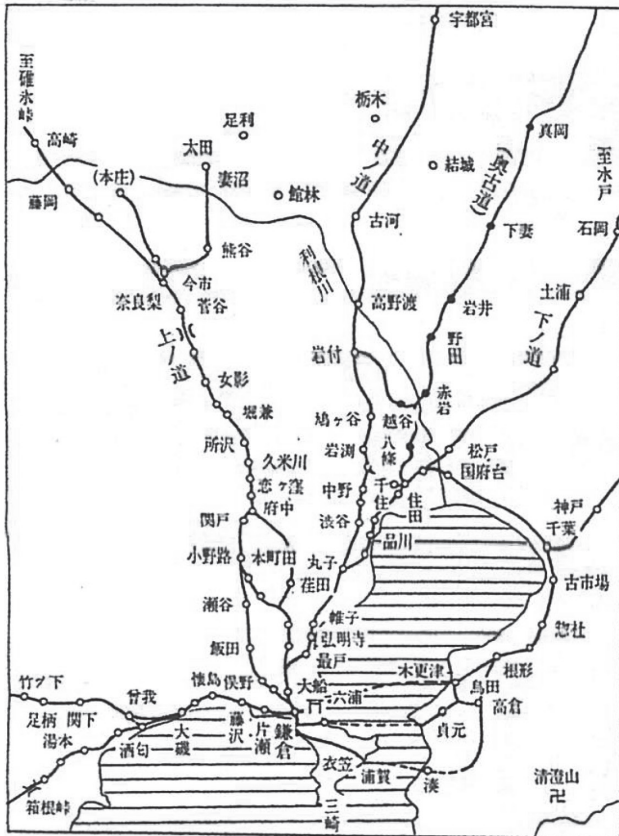 宇都宮
至碓氷峠
高崎
足利
栃木
太田
妻沼
中ノ道
結城
真岡
(奥古道)
至水戸
(本庄)
藤岡
館林
古河
下妻
石岡
利根川
熊谷
今市
奈良梨
菅谷
高野渡
岩井
土浦
下ノ道
上ノ道
岩付
野田
女影
赤岩
堀兼
鳩ヶ谷
越谷
所沢
岩渕
八條
松戸
国府台
久米川
恋ヶ窪
府中
中野
千住
住田
神戸
千葉
関戸
渋谷
品川
小野路
本町田
荏田
丸子
古市場
瀬谷
帷子
弘明寺
惣社
飯田
最戸
木更津
根形
竹ノ下
曾我
懐島
俣野
大船
六浦
鳥田
高倉
足柄
関下
大磯
藤沢
片瀬
鎌倉
貞元
湯本
酒匂
衣笠
浦賀
湊
清澄山
卍
箱根峠
三崎